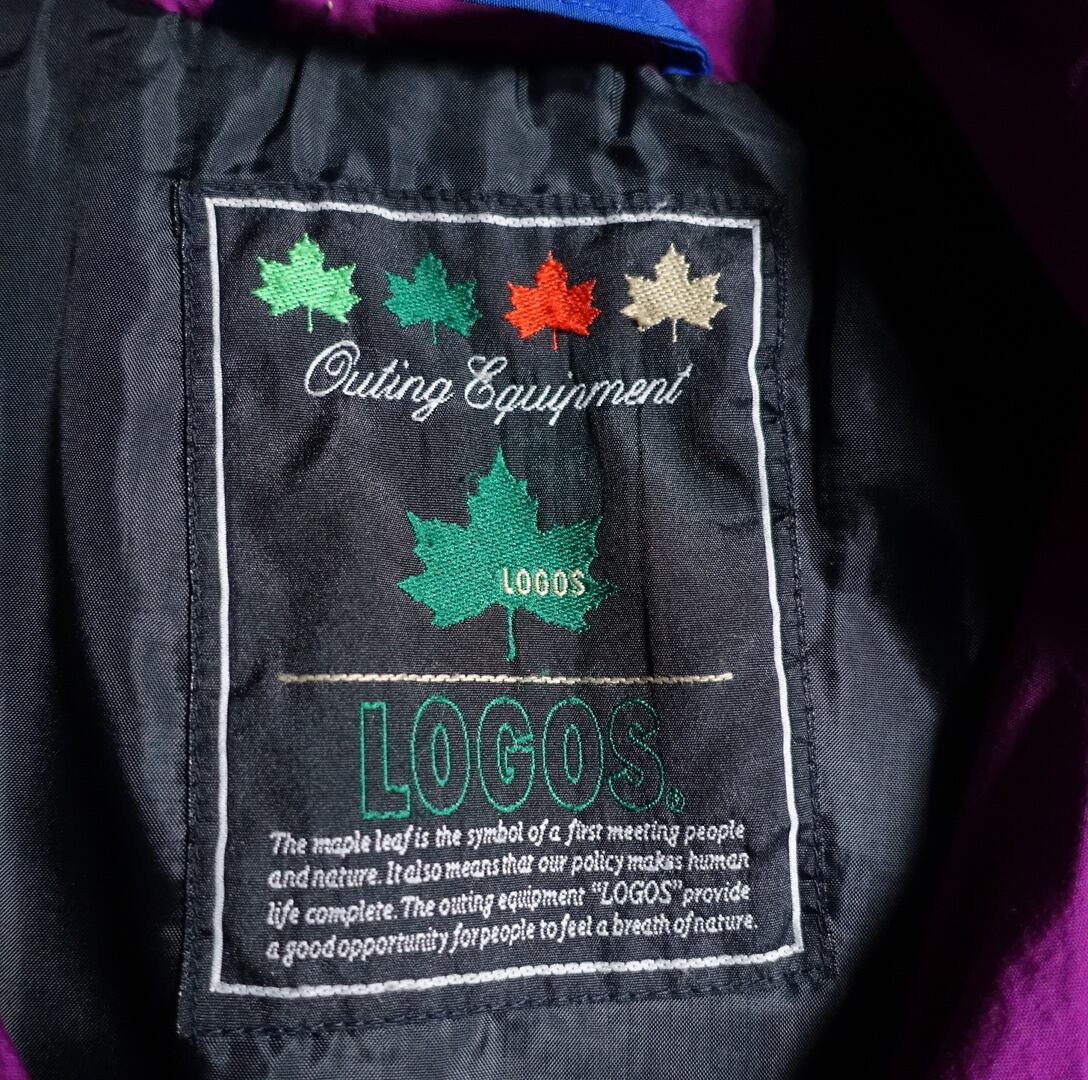 Outing Equipment
LOGOS
LOGOS®
The maple leaf is the symbol of a first meeting people
and nature. It also means that our policy makes human
life complete. The outing equipment "LOGOS" provide
a good opportunity for people to feel a breath of nature.